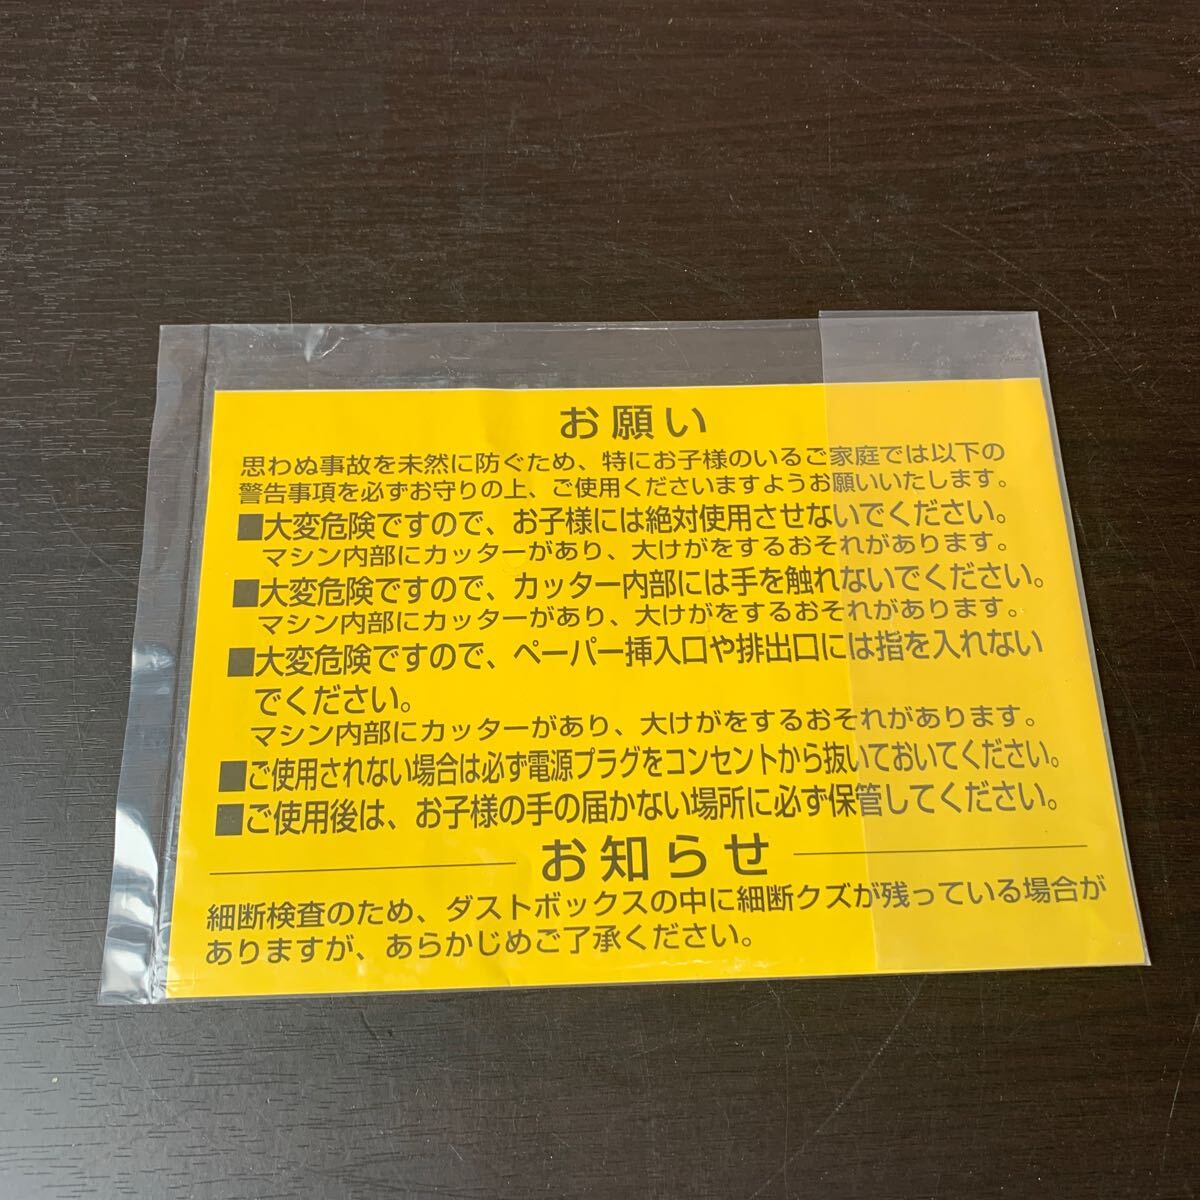 お願い
思わぬ事故を未然に防ぐため、特にお子様のいるご家庭では以下の
警告事項を必ずお守りの上、ご使用くださいますようお願いいたします。
■大変危険ですので、お子様には絶対使用させないでください。
マシン内部にカッターがあり、大けがをするおそれがあります。
■大変危険ですので、カッター内部には手を触れないでください。
マシン内部にカッターがあり、大けがをするおそれがあります。
■大変危険ですので、ペーパー挿入口や排出口には指を入れない
でください。
マシン内部にカッターがあり、大けがをするおそれがあります。
■ご使用されない場合は必ず電源プラグをコンセントから抜いておいてください。
■ご使用後は、お子様の手の届かない場所に必ず保管してください。
お知らせ
細断検査のため、ダストボックスの中に細断クズが残っている場合が
ありますが、あらかじめご了承ください。